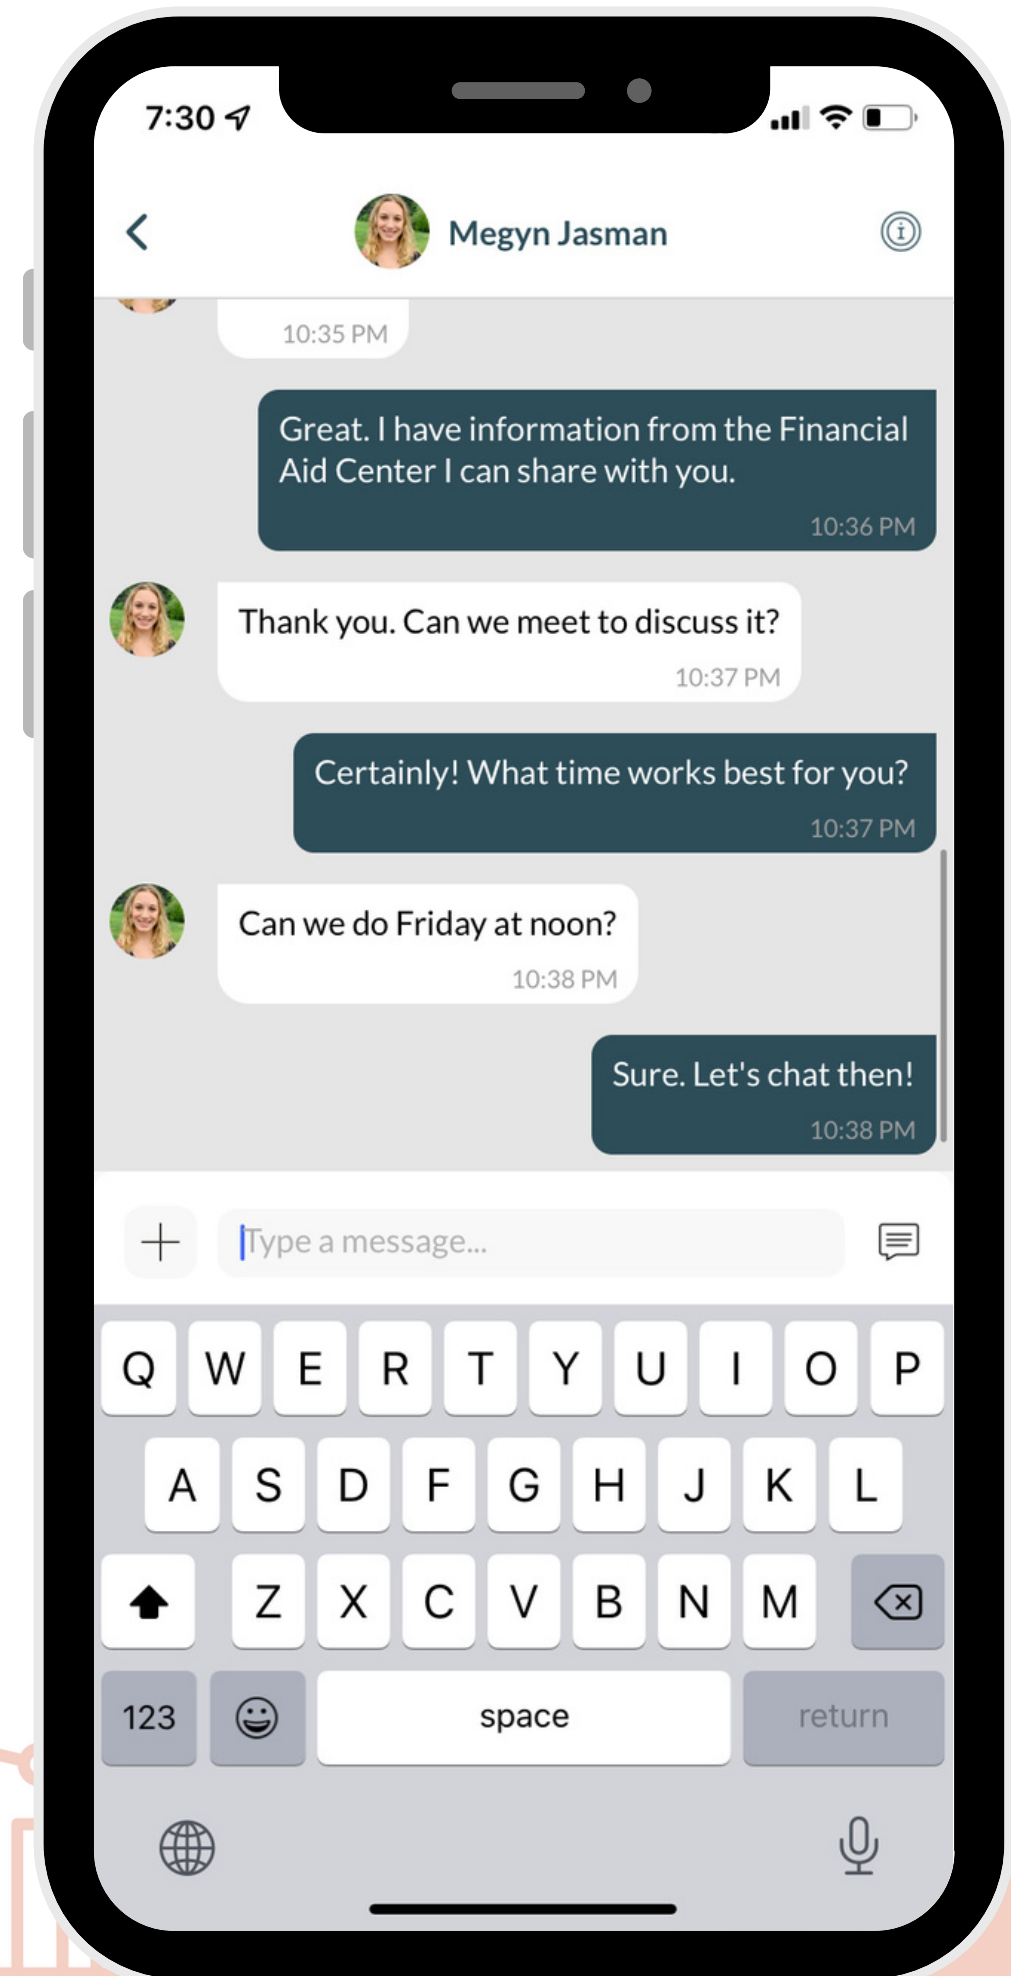 7:30
Megyn Jasman
10:35 PM
Great. I have information from the Financial
Aid Center I can share with you.
10:36 PM
Thank you. Can we meet to discuss it?
10:37 PM
Certainly! What time works best for you?
10:37 PM
Can we do Friday at noon?
10:38 PM
Sure. Let's chat then!
10:38 PM
Type a message...
Q W E R T Y U I O P
A S D F G H J K L
Z X C V B N M
123 space return